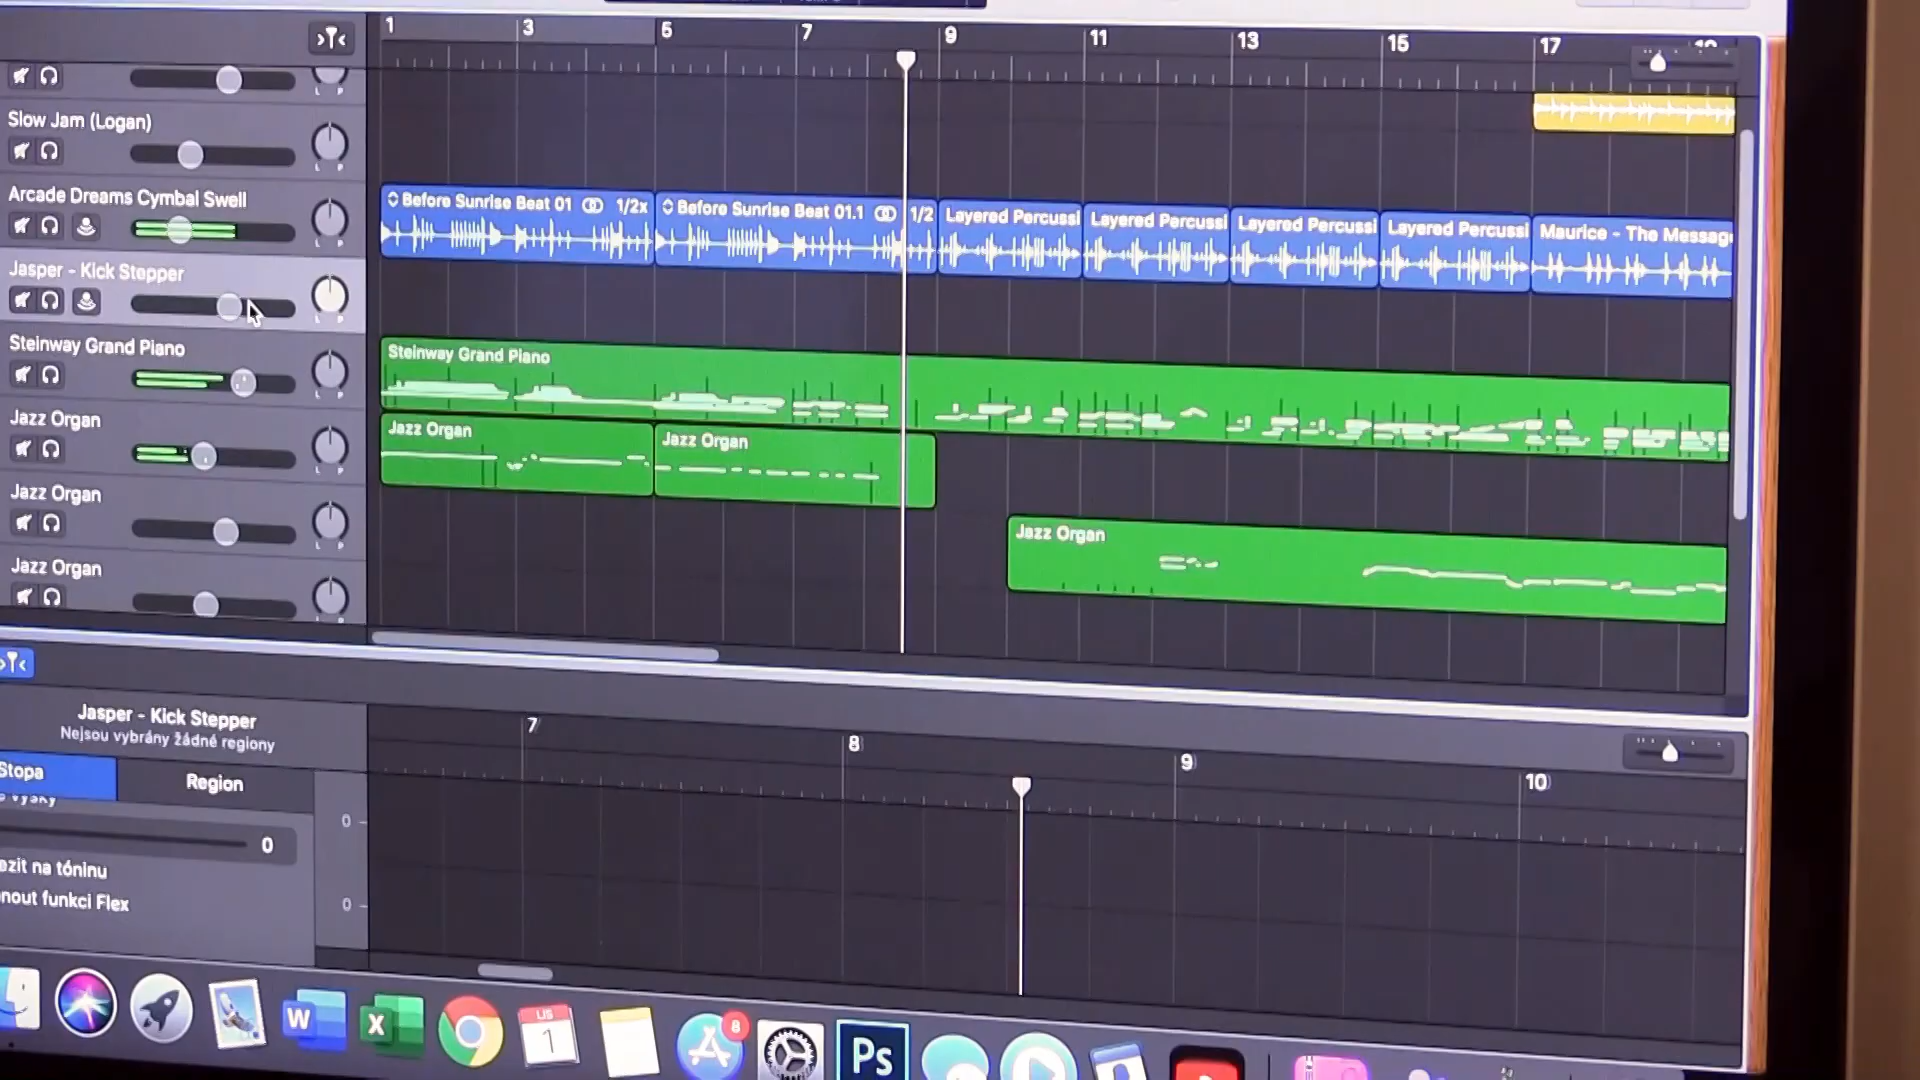 1 3 5 7 9 11 13 15 17
Slow Jam (Logan)
L
Arcade Dreams Cymbal Swell
Before Sunrise Beat 01 1/2x
Before Sunrise Beat 01.1 1/2
Layered Percussi
Layered Percussi
Layered Percussi
Layered Percussi
Maurice - The Messag
Jasper - Kick Stepper
Steinway Grand Piano
Steinway Grand Piano
Jazz Organ
Jazz Organ
Jazz Organ
Jazz Organ
Jazz Organ
Jazz Organ
Jasper - Kick Stepper
Nejsou vybrány žádné regiony
7 8 9 10
Stopa
Region
0
0
ezit na tóninu
nout funkci Flex
0
W
X
LIS
1
8
Ps